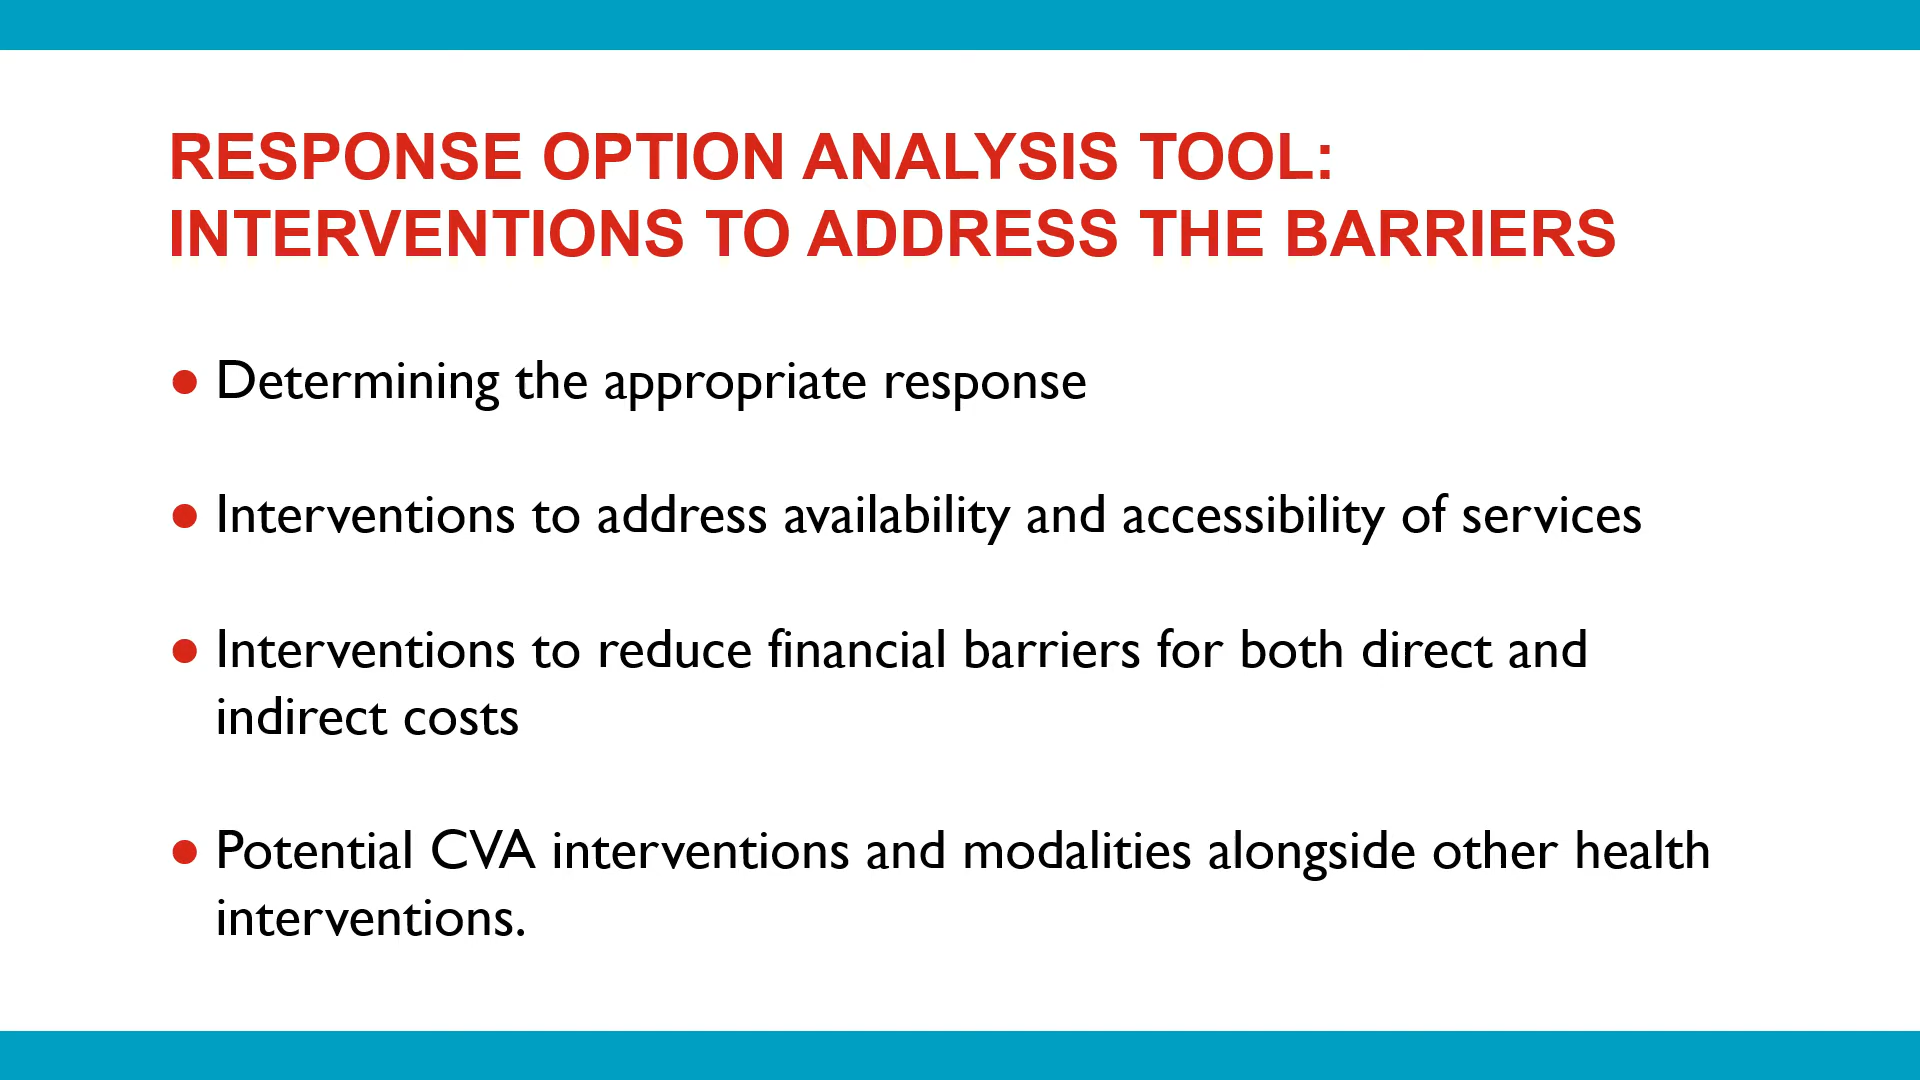 RESPONSE OPTION ANALYSIS TOOL:
INTERVENTIONS TO ADDRESS THE BARRIERS
● Determining the appropriate response
● Interventions to address availability and accessibility of services
● Interventions to reduce financial barriers for both direct and
indirect costs
● Potential CVA interventions and modalities alongside other health
interventions.